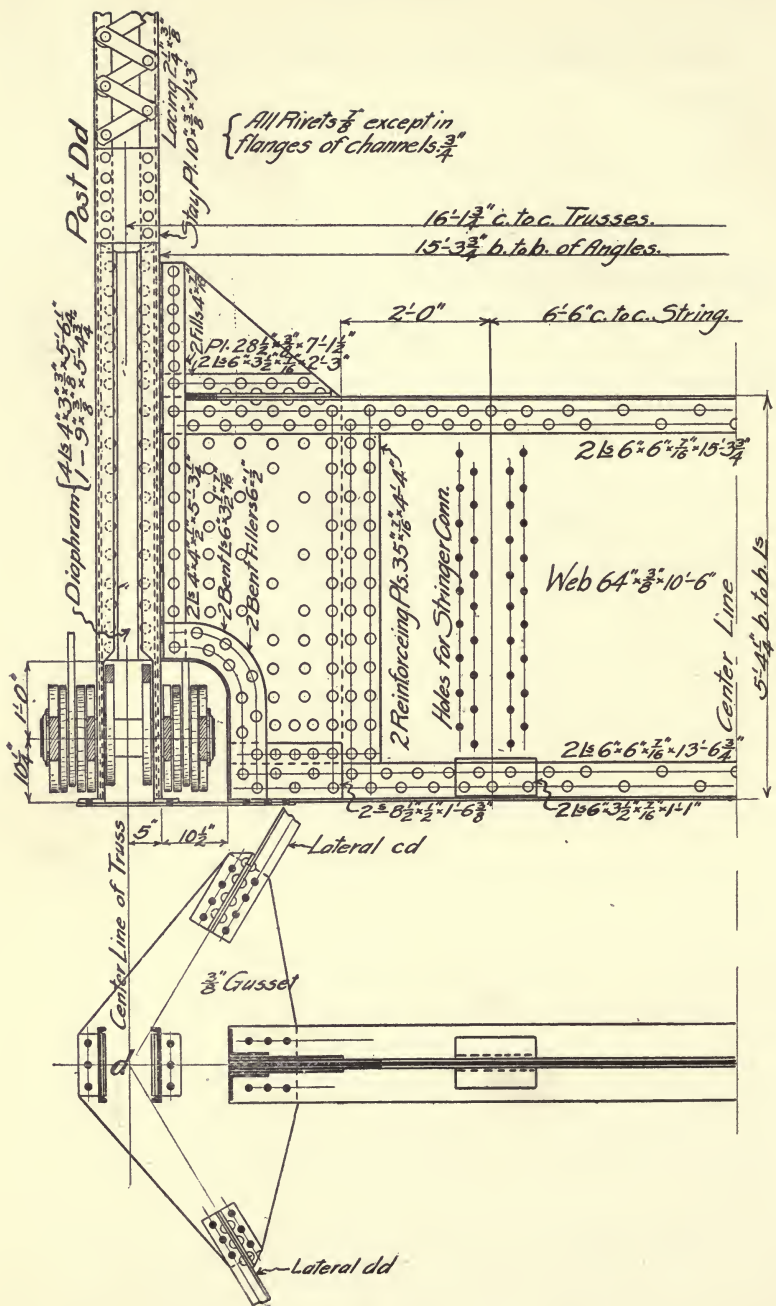 Lacing 2¼"×⅜"
Stay Pl. 10"×⅜"×1'-3"
Post Dd
{ All Rivets ⅞" except in
flanges of channels: ¾"
16'-1¾" c. to c. Trusses.
15'-3¾" b. to b. of Angles.
2'-0"
6'-6" c. to c. String.
2 Fills 4"×7/16"
Pl. 28½"×⅜"×7'-1½"
2 Ls 6"×3½"×7/16"×2'-3"
2 Ls 6"×6"×7/16"×15'-3¾"
Diaphram { 4 Ls 4"×3"×⅜"×5'-6¼"
1-9"×⅜"×5'-4¾"
2 Ls 4"×4"×½"×5'-3¼"
2 Bent Ls 6"×3½"×7/16"
2 Bent Fillers 6"×½"
2 Reinforceing Pls. 35"×7/16"×4'-4"
Holes for Stringer Conn.
Web 64"×⅜"×10'-6"
Center Line
5'-4¼" b. to b. Ls
1'-0"
10¼"
2 Ls 6"×6"×7/16"×13'-6¾"
2-s 8½"×½"×1'-6⅜"
2 Ls 6"×3½"×7/16"×1'-1"
5"
10½"
Center Line of Truss
Lateral cd
⅜" Gusset
d
Lateral dd